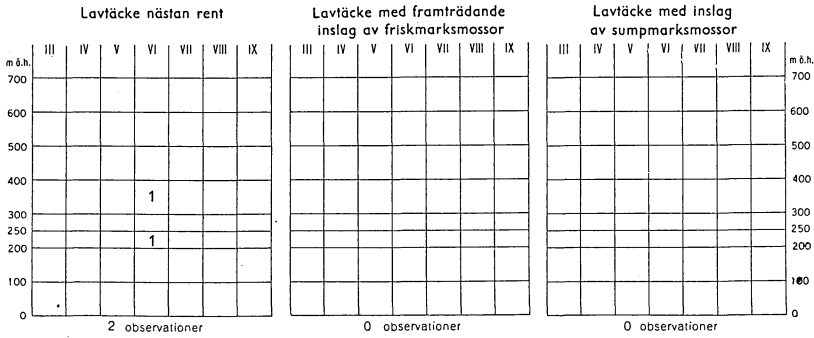 Lavtäcke nästan rent
Lavtäcke med framträdande
inslag av friskmarksmossor
Lavtäcke med inslag
av sumpmarksmossor
m ö.h. III IV V VI VII VIII IX
III IV V VI VII VIII IX
III IV V VI VII VIII IX m ö.h.
700 700
600 600
500 500
400 400
1
300 300
250 250
1
200 200
100 100
0 0
2 observationer
0 observationer
0 observationer